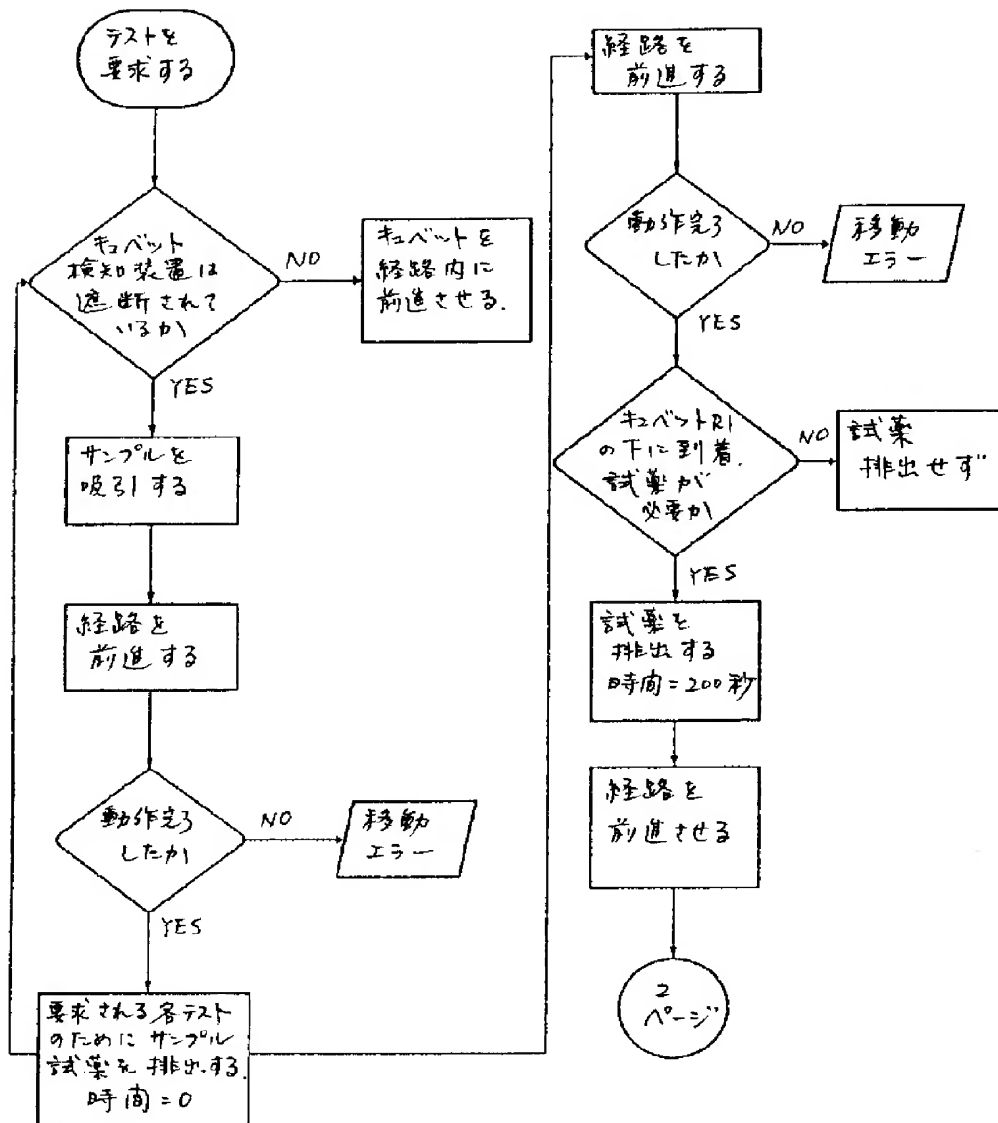 テストを
要求する
キュベット
検知装置は
遮断されて
いるか
NO
キュベットを
経路内に
前進させる.
YES
サンプルを
吸引する
経路を
前進する
動作完了
したか
NO
移動
エラー
YES
要求される各テスト
のためにサンプル
試薬を排出する.
時間=0
経路を
前進する
動作完了
したか
NO
移動
エラー
YES
キュベットR1
の下に到着.
試薬が
必要か
NO
試薬
排出せず
YES
試薬を
排出する
時間=200秒
経路を
前進させる
2
ページ